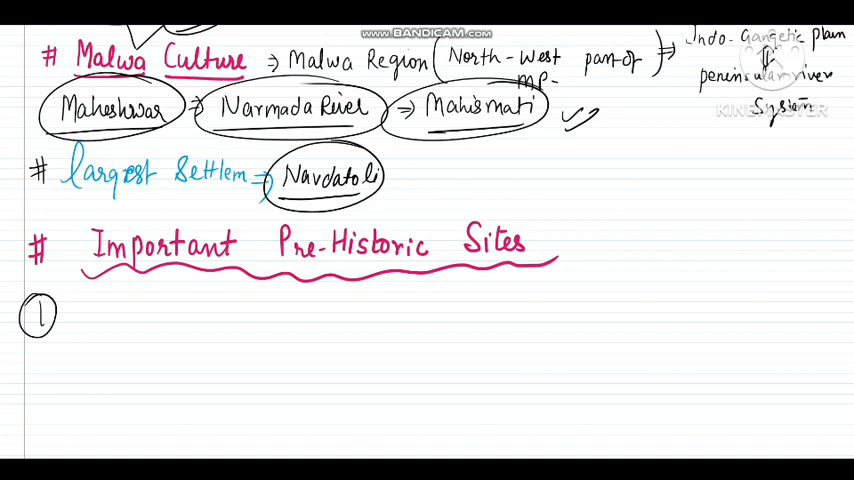 WWW.BANDICAM.COM
# Malwa Culture ⇒ Malwa Region (North-West part of MP-) ⇒ Indo-Gangetic plain
peninsular river
System
KINEMASTER
Maheshwar ⇒ Narmada River ⇒ Mahismati
# largest Settlem ⇒ Navdatoli
# Important Pre-Historic Sites
1